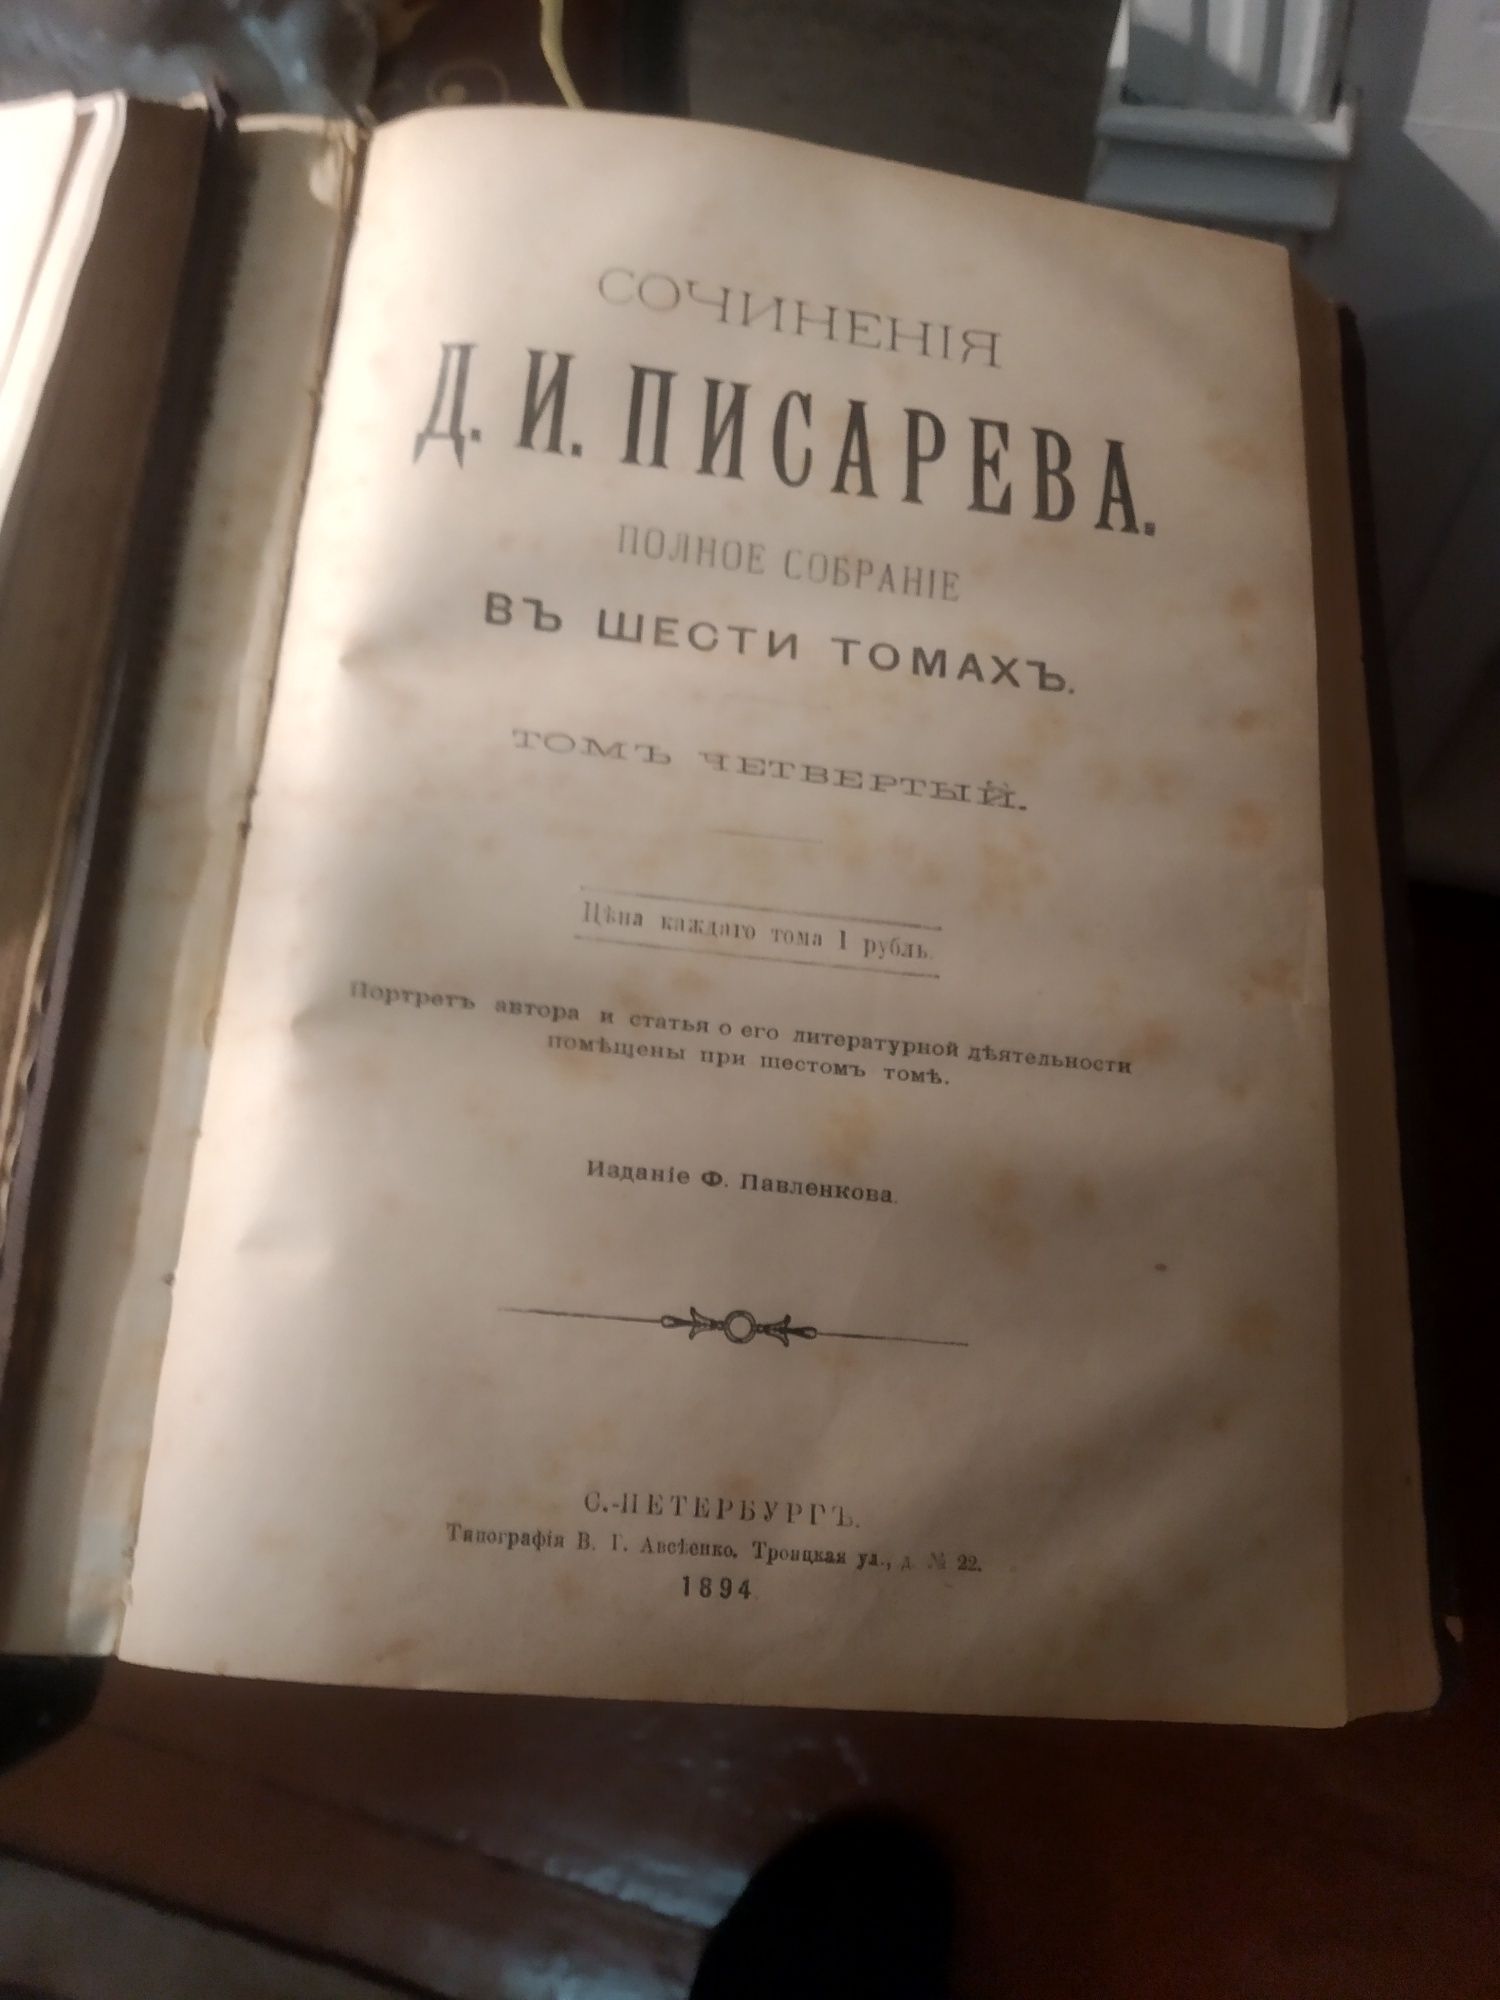 СОЧИНЕНІЯ
Д. И. ПИСАРЕВА.
ПОЛНОЕ СОБРАНІЕ
ВЪ ШЕСТИ ТОМАХЪ.
ТОМЪ ЧЕТВЕРТЫЙ.
Цѣна каждаго тома 1 рубль.
Портретъ автора и статья о его литературной дѣятельности
помѣщены при шестомъ томѣ.
Изданіе Ф. Павленкова.
С.-ПЕТЕРБУРГЪ.
Типографія В. Г. Авсѣенко. Троицкая ул., д. № 22.
1894.